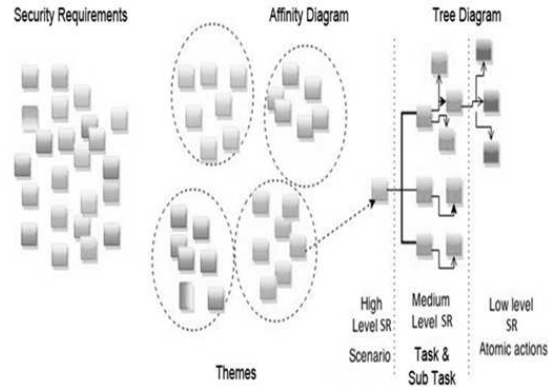 Security Requirements
Affinity Diagram
Tree Diagram
High
Level SR
Scenario
Medium
Level SR
Task &
Sub Task
Low level
SR
Atomic actions
Themes